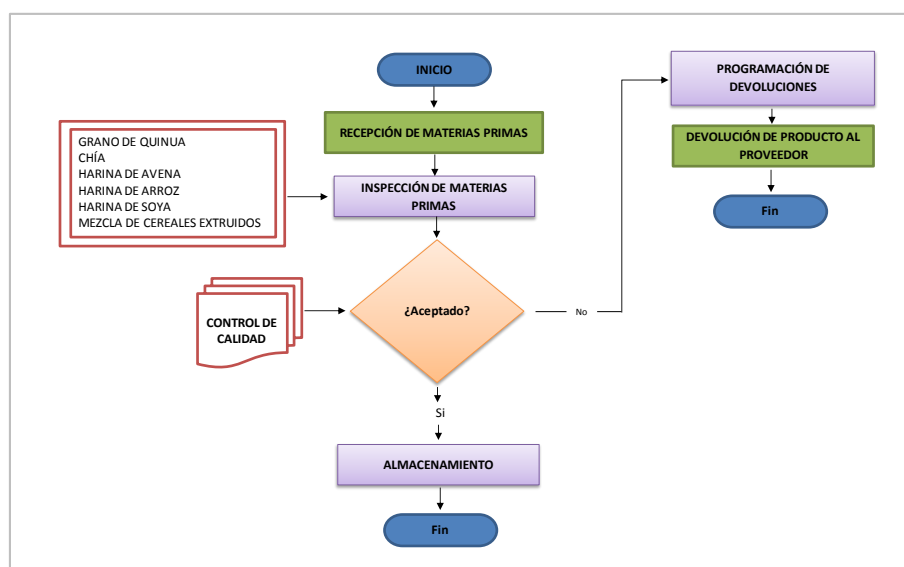 INICIO
RECEPCIÓN DE MATERIAS PRIMAS
GRANO DE QUINUA
CHÍA
HARINA DE AVENA
HARINA DE ARROZ
HARINA DE SOYA
MEZCLA DE CEREALES EXTRUIDOS
INSPECCIÓN DE MATERIAS
PRIMAS
CONTROL DE
CALIDAD
¿Aceptado?
No
PROGRAMACIÓN DE
DEVOLUCIONES
DEVOLUCIÓN DE PRODUCTO AL
PROVEEDOR
Fin
Si
ALMACENAMIENTO
Fin